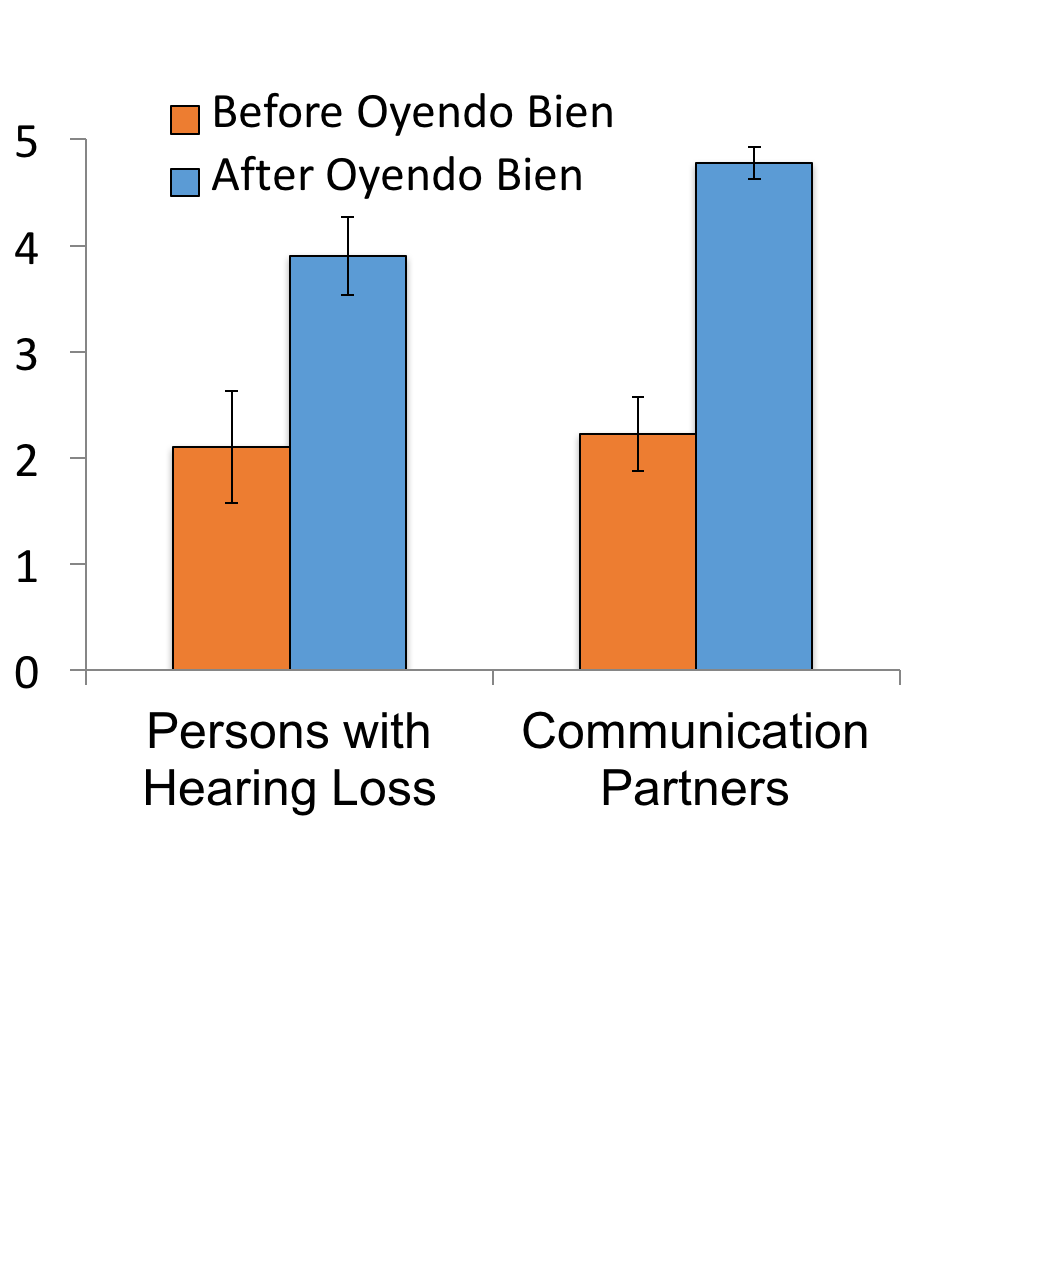 Before Oyendo Bien
After Oyendo Bien
5
4
3
2
1
0
Persons with
Hearing Loss
Communication
Partners